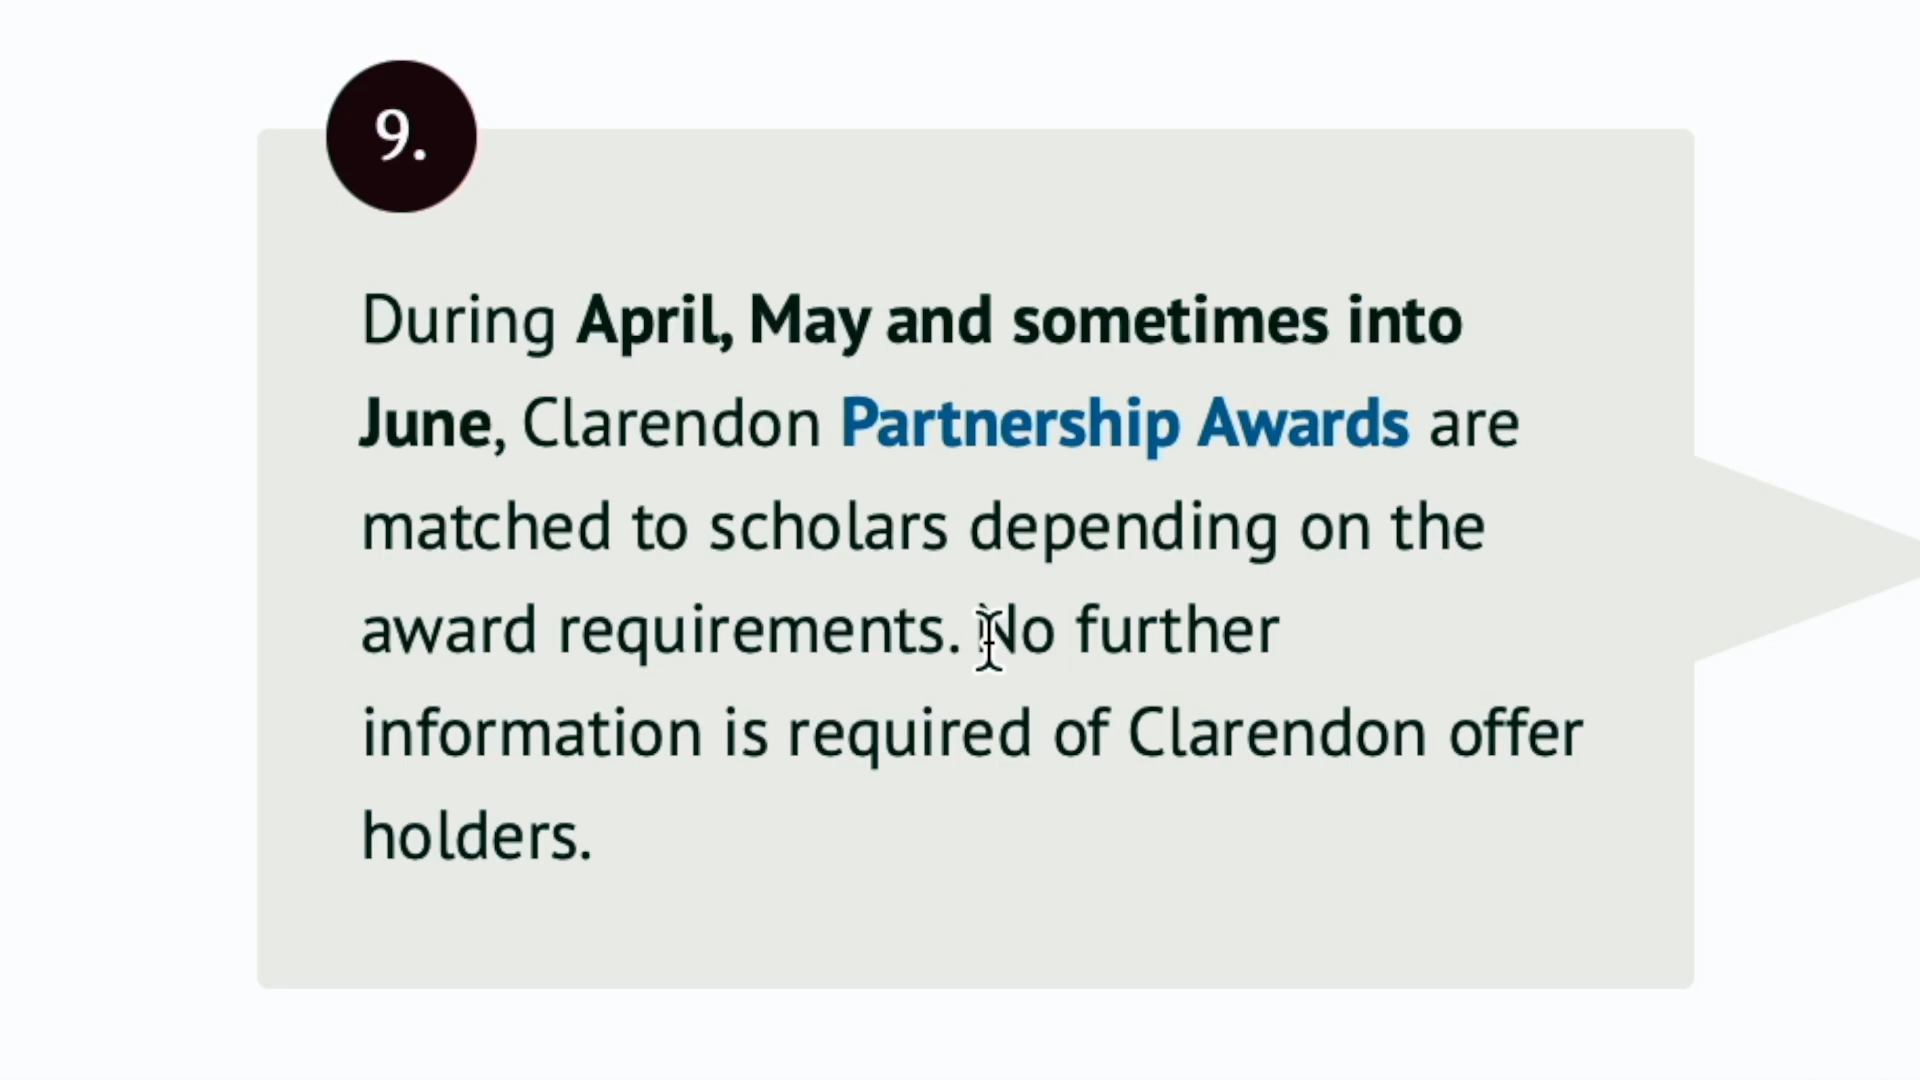 9.
During April, May and sometimes into
June, Clarendon Partnership Awards are
matched to scholars depending on the
award requirements. No further
information is required of Clarendon offer
holders.